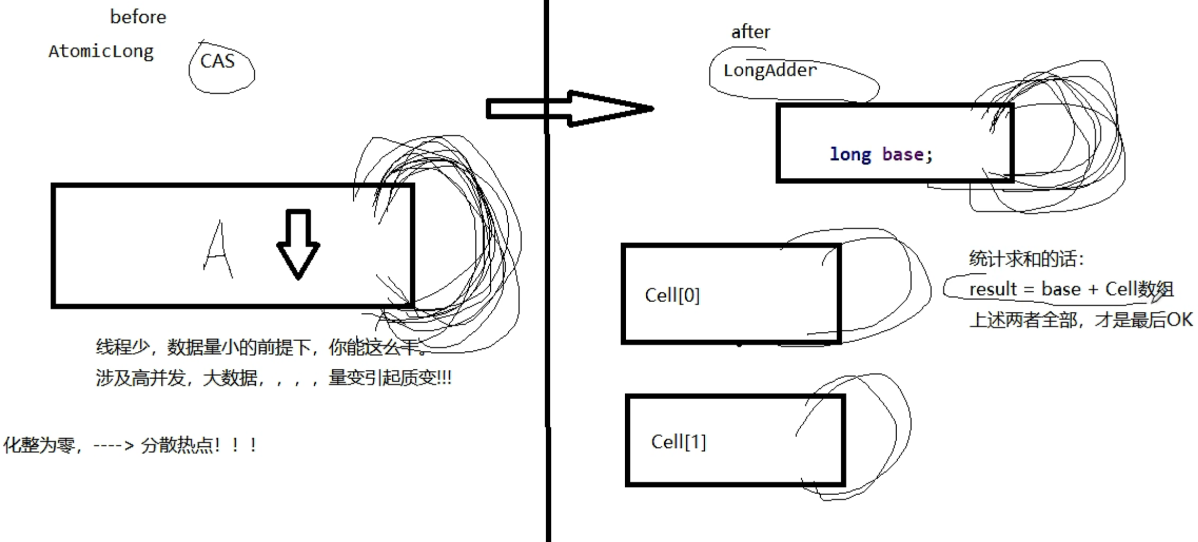 before
AtomicLong
CAS
A
线程少，数据量小的前提下，你能这么干。
涉及高并发，大数据，，，，量变引起质变!!!
化整为零，----> 分散热点！！！
after
LongAdder
long base;
Cell[0]
统计求和的话：
result = base + Cell数组
上述两者全部，才是最后OK
Cell[1]